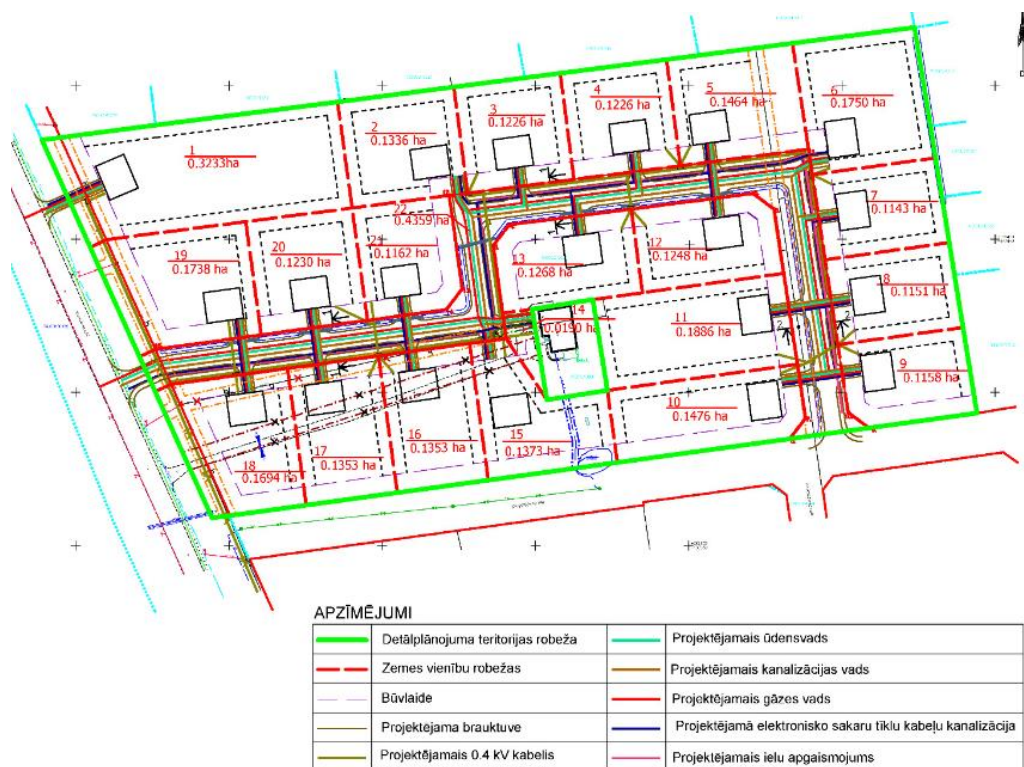 1
0.3233ha
2
0.1336 ha
3
0.1226 ha
4
0.1226 ha
5
0.1464 ha
6
0.1750 ha
7
0.1143 ha
8
0.1151 ha
9
0.1158 ha
10
0.1476 ha
11
0.1886 ha
12
0.1248 ha
13
0.1268 ha
14
0.0190 ha
15
0.1373 ha
16
0.1353 ha
17
0.1353 ha
18
0.1694 ha
19
0.1738 ha
20
0.1230 ha
21
0.1162 ha
22
0.4359 ha
2
2
APZĪMĒJUMI
Detālplānojuma teritorijas robeža
Projektējamais ūdensvads
Zemes vienību robežas
Projektējamais kanalizācijas vads
Būvlaide
Projektējamais gāzes vads
Projektējama brauktuve
Projektējamā elektronisko sakaru tīklu kabeļu kanalizācija
Projektējamais 0.4 kV kabelis
Projektējamais ielu apgaismojums